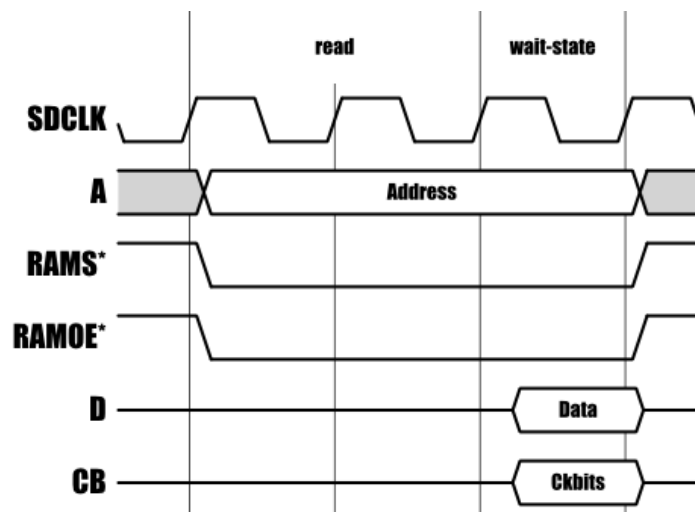 read wait-state
SDCLK
A Address
RAMS*
RAMOE*
D Data
CB Ckbits